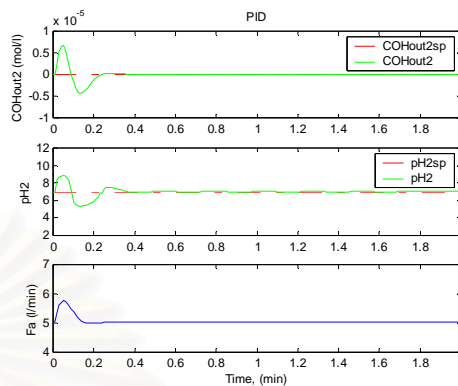 PID
x 10^-5
1
0.5
0
-0.5
-1
COHout2 (mol/l)
COHout2sp
COHout2
0 0.2 0.4 0.6 0.8 1 1.2 1.4 1.6 1.8
12
10
8
6
4
2
pH2
pH2sp
pH2
0 0.2 0.4 0.6 0.8 1 1.2 1.4 1.6 1.8
7
6
5
4
Fa (l/min)
0 0.2 0.4 0.6 0.8 1 1.2 1.4 1.6 1.8
Time, (min)